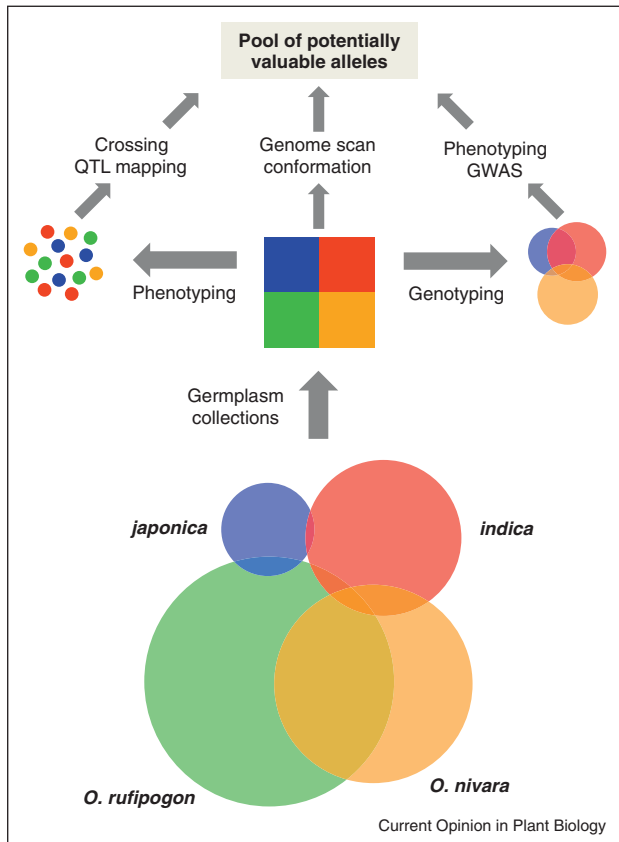 Pool of potentially
valuable alleles
Crossing
QTL mapping
Genome scan
conformation
Phenotyping
GWAS
Phenotyping
Genotyping
Germplasm
collections
japonica
indica
O. rufipogon
O. nivara
Current Opinion in Plant Biology